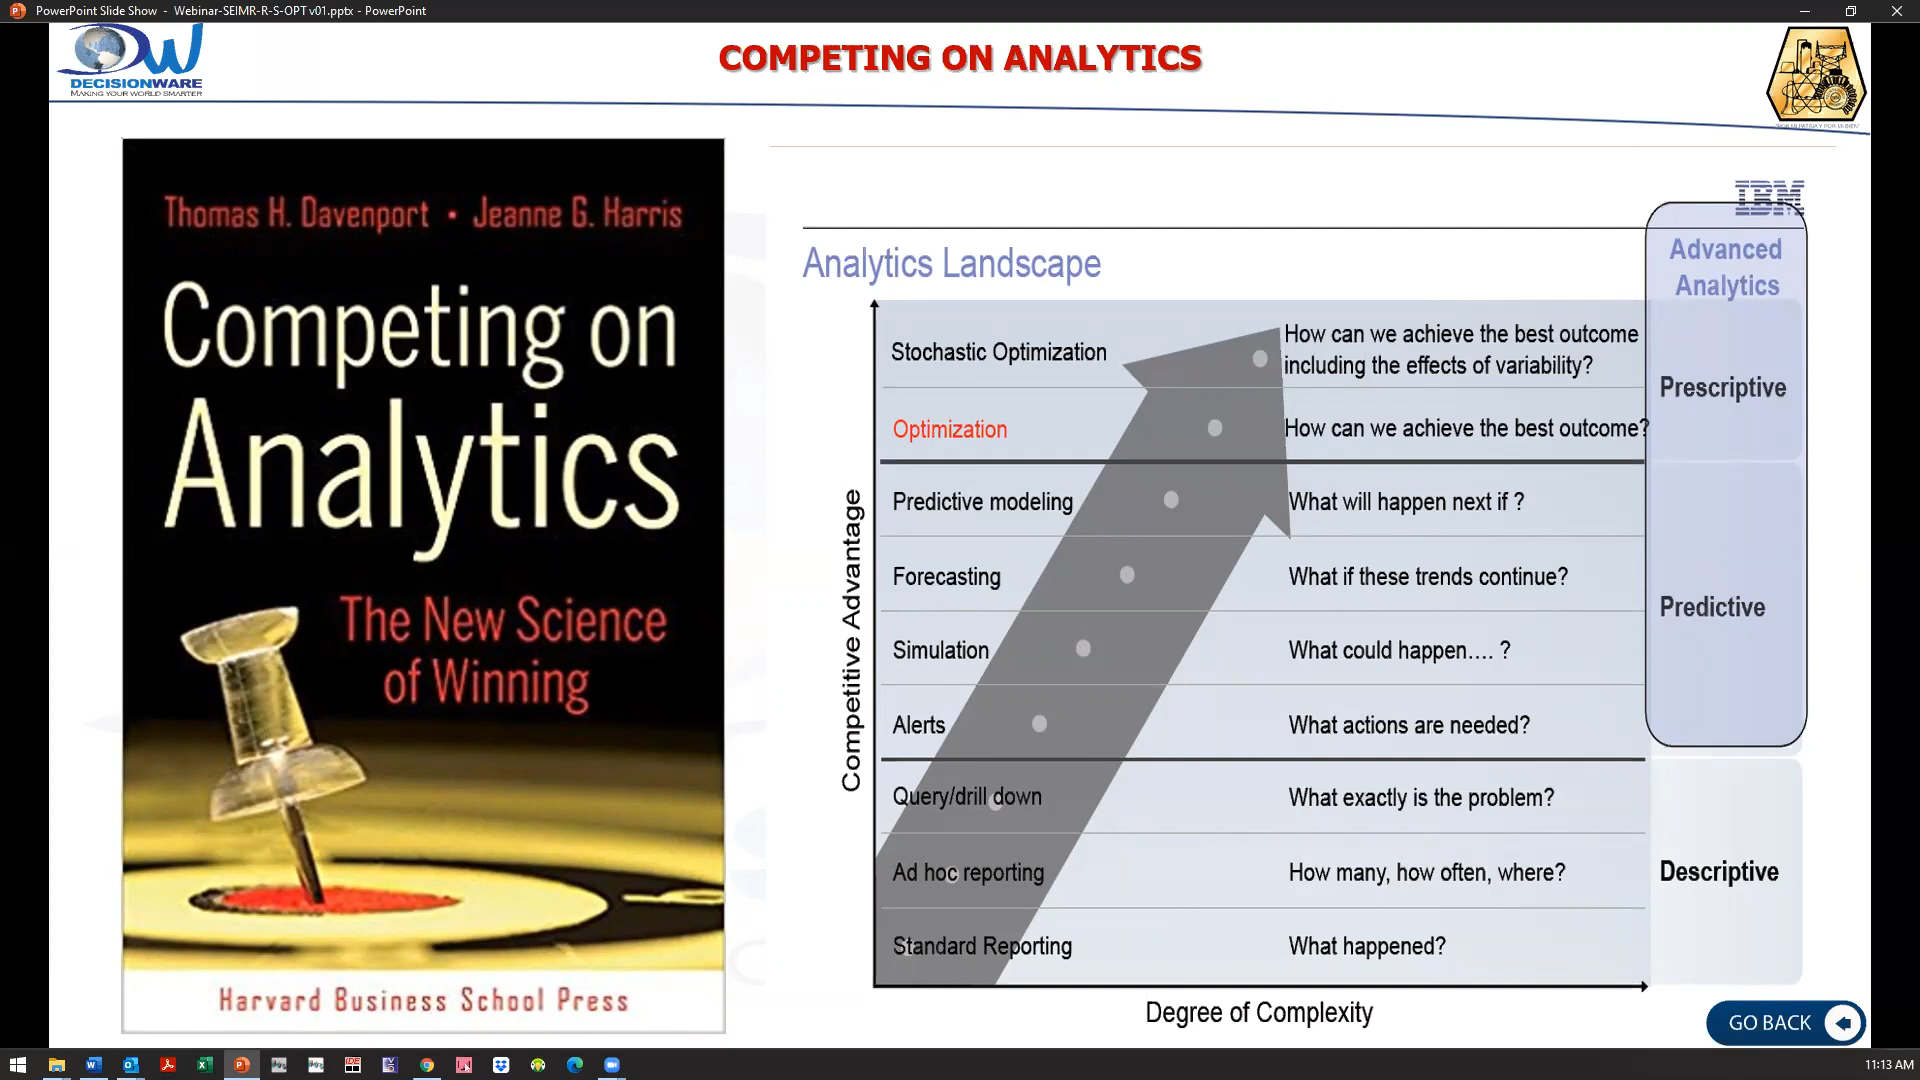 PowerPoint Slide Show - Webinar-SEIMR-R-S-OPT v01.pptx - PowerPoint
DW
DECISIONWARE
MAKING YOUR WORLD SMARTER
COMPETING ON ANALYTICS
Thomas H. Davenport • Jeanne G. Harris
Competing on
Analytics
The New Science
of Winning
Harvard Business School Press
IBM
Analytics Landscape
Advanced
Analytics
Competitive Advantage
Stochastic Optimization
How can we achieve the best outcome
including the effects of variability?
Prescriptive
Optimization
How can we achieve the best outcome?
Predictive modeling
What will happen next if ?
Forecasting
What if these trends continue?
Predictive
Simulation
What could happen.... ?
Alerts
What actions are needed?
Query/drill down
What exactly is the problem?
Ad hoc reporting
How many, how often, where?
Descriptive
Standard Reporting
What happened?
Degree of Complexity
GO BACK
11:13 AM